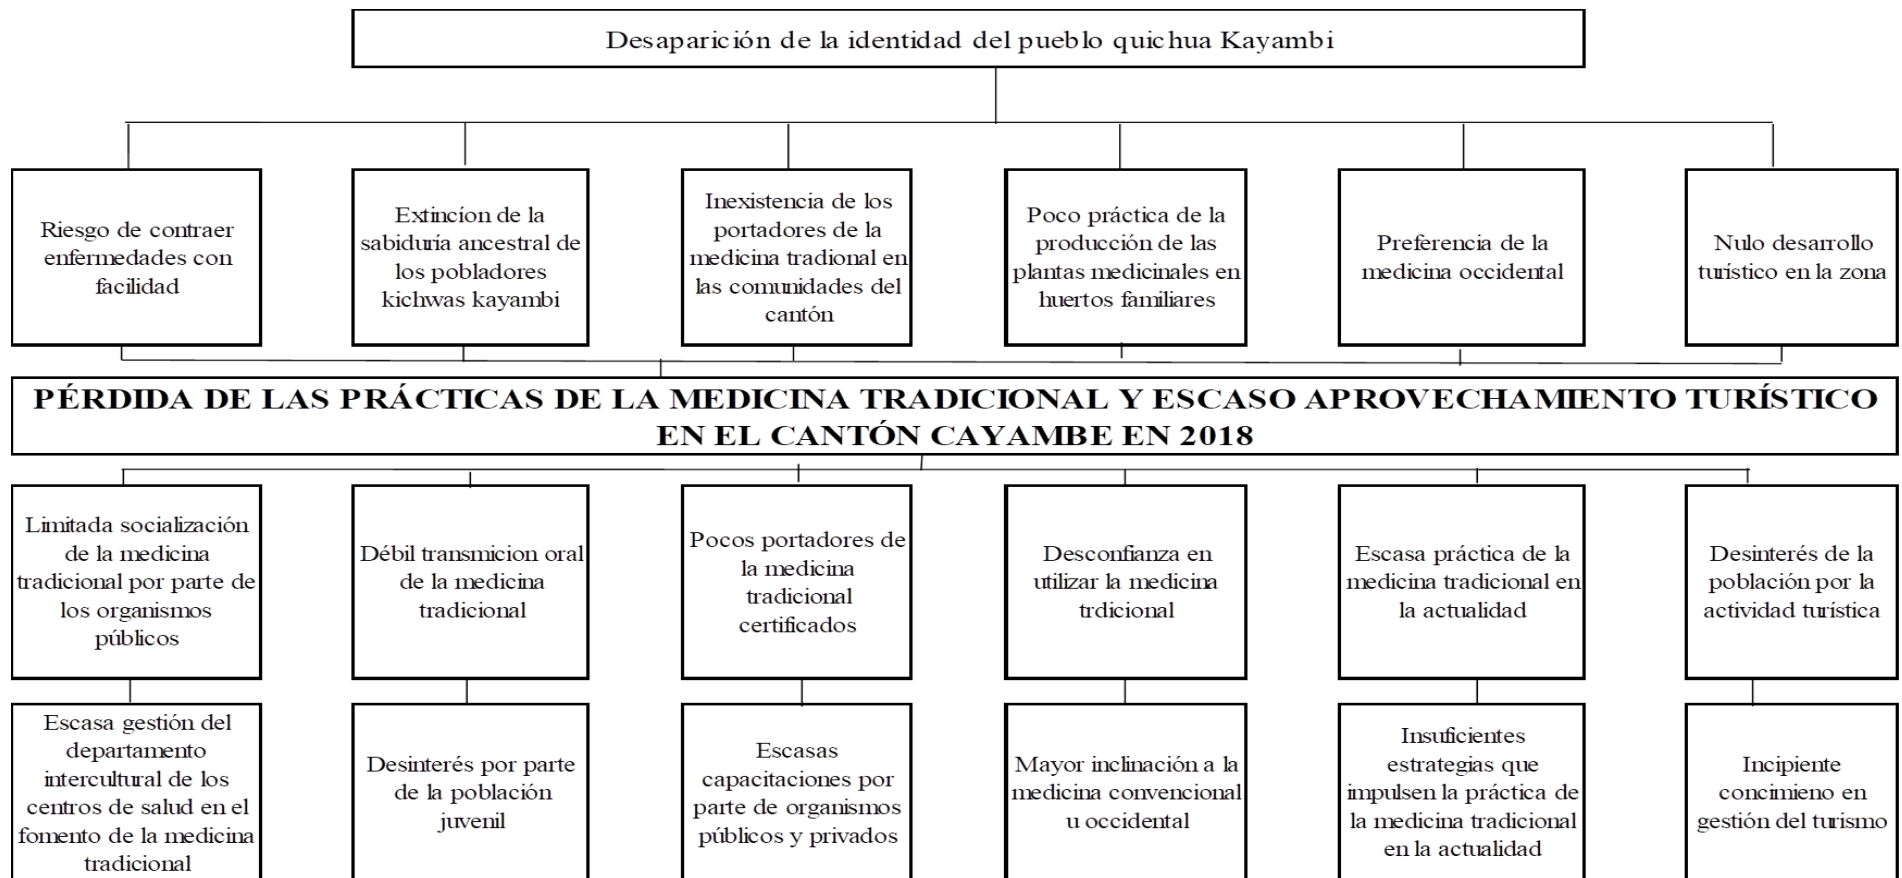 Desaparición de la identidad del pueblo quichua Kayambi
Riesgo de contraer
enfermedades con
facilidad
Extincíon de la
sabiduría ancestral de
los pobladores
kichwas kayambi
Inexistencia de los
portadores de la
medicina tradional en
las comunidades del
cantón
Poco práctica de la
producción de las
plantas medicinales en
huertos familiares
Preferencia de la
medicina occidental
Nulo desarrollo
turístico en la zona
PÉRDIDA DE LAS PRÁCTICAS DE LA MEDICINA TRADICIONAL Y ESCASO APROVECHAMIENTO TURÍSTICO
EN EL CANTÓN CAYAMBE EN 2018
Limitada socialización
de la medicina
tradicional por parte de
los organismos
públicos
Débil transmicion oral
de la medicina
tradicional
Pocos portadores de
la medicina
tradicional
certificados
Desconfianza en
utilizar la medicina
trdicional
Escasa práctica de la
medicina tradicional en
la actualidad
Desinterés de la
población por la
actividad turística
Escasa gestión del
departamento
intercultural de los
centros de salud en el
fomento de la medicina
tradicional
Desinterés por parte
de la población
juvenil
Escasas
capacitaciones por
parte de organismos
públicos y privados
Mayor inclinación a la
medicina convencional
u occidental
Insuficientes
estrategias que
impulsen la práctica de
la medicina tradicional
en la actualidad
Incipiente
concimieno en
gestión del turismo